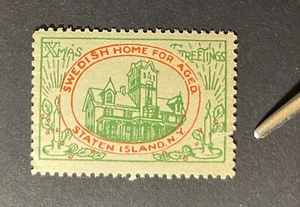 XMAS GREETINGS
SWEDISH HOME FOR AGED
STATEN ISLAND, N.Y.